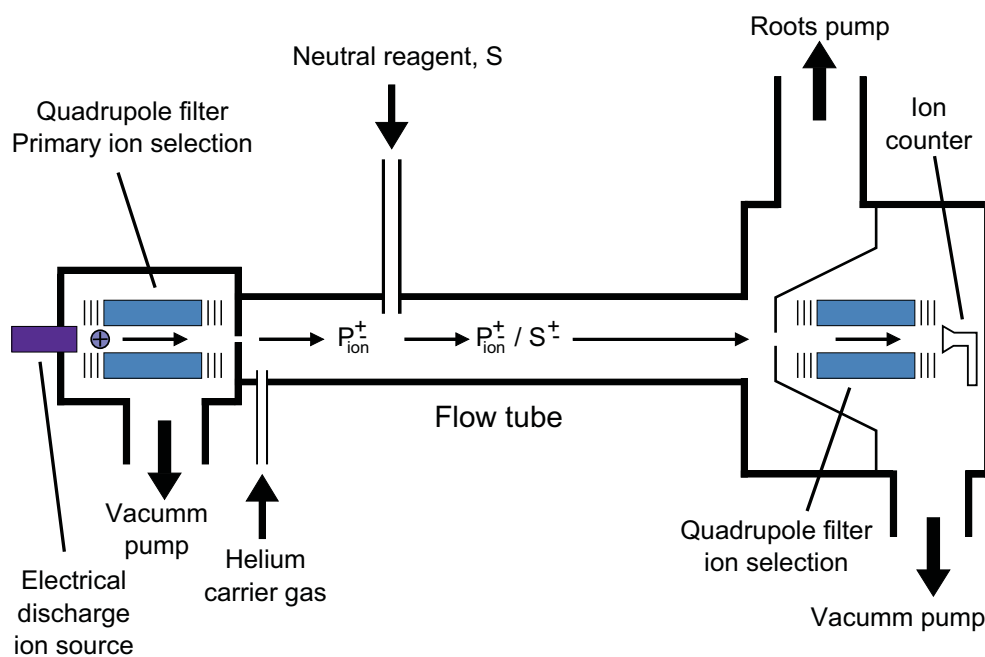 Roots pump
Neutral reagent, S
Quadrupole filter
Primary ion selection
Ion
counter
P±ion
P±ion / S±
Flow tube
Vacumm
pump
Helium
carrier gas
Electrical
discharge
ion source
Quadrupole filter
ion selection
Vacumm pump